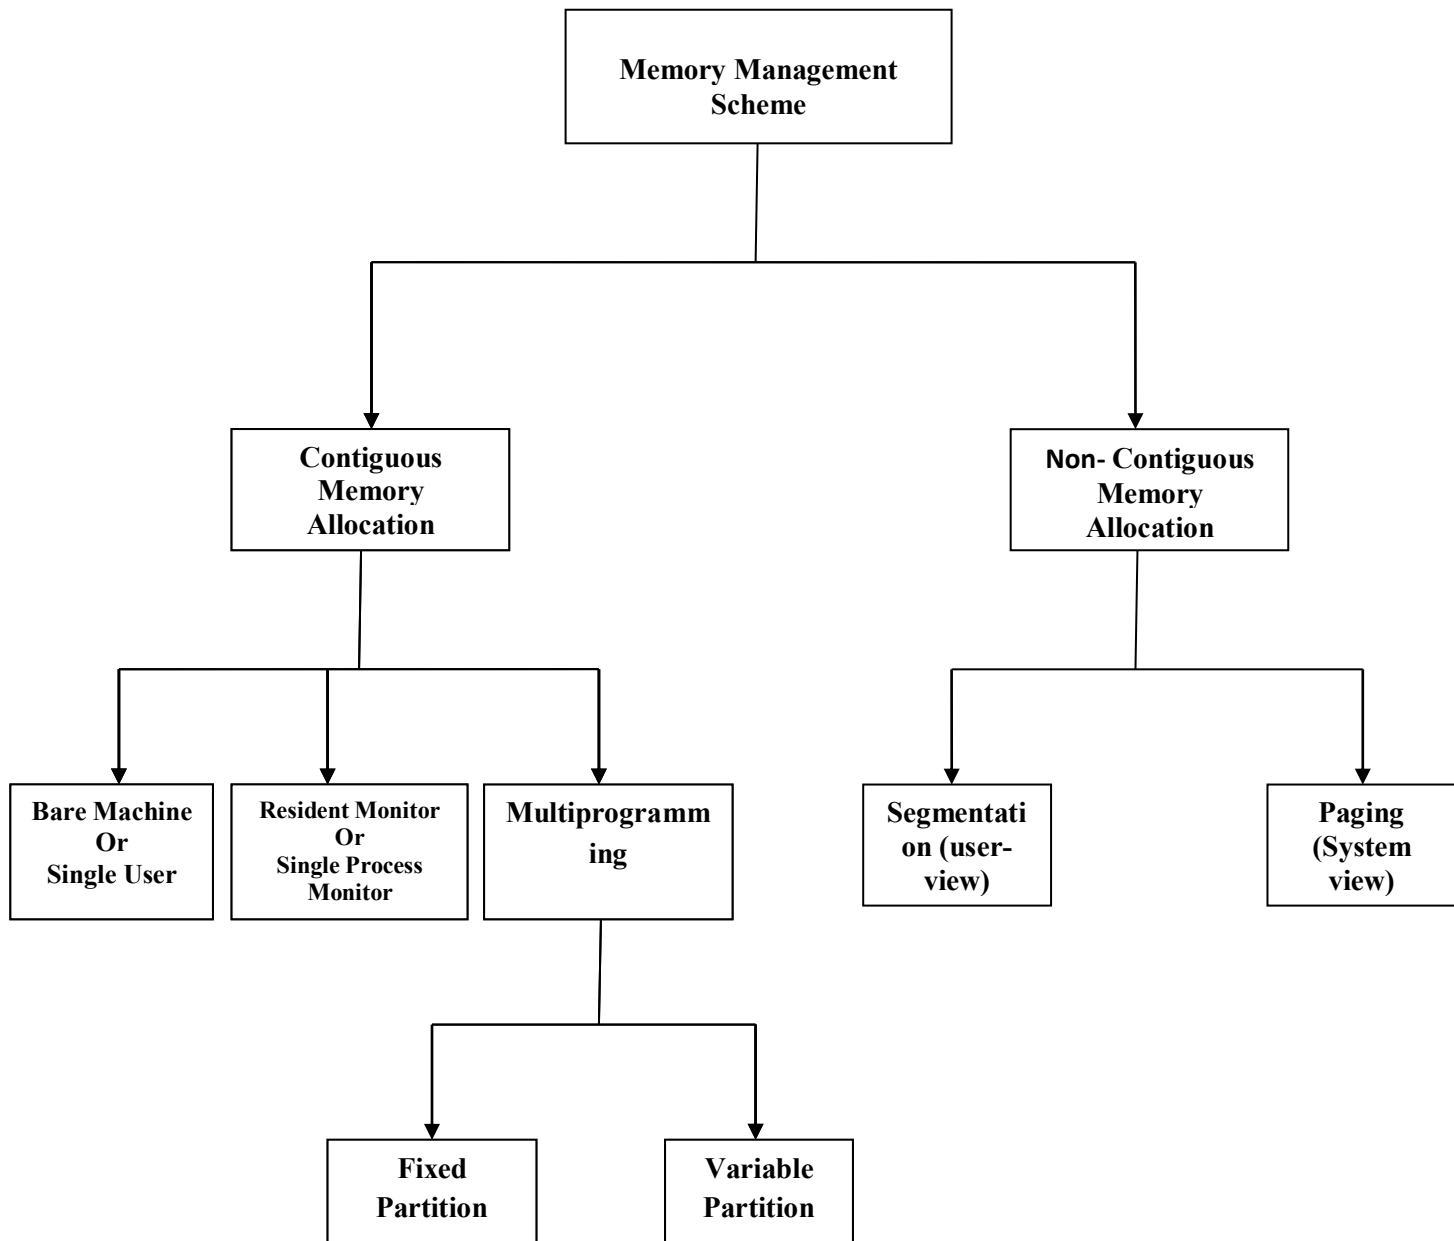 Memory Management
Scheme
Contiguous
Memory
Allocation
Non- Contiguous
Memory
Allocation
Bare Machine
Or
Single User
Resident Monitor
Or
Single Process
Monitor
Multiprogramm
ing
Segmentati
on (user-
view)
Paging
(System
view)
Fixed
Partition
Variable
Partition